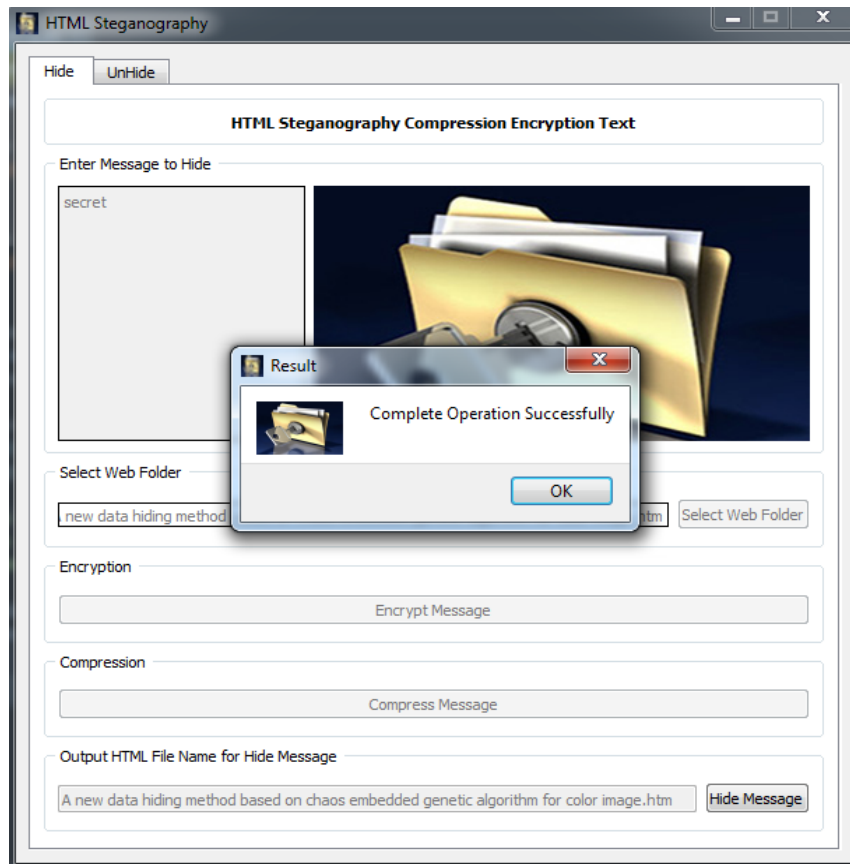 HTML Steganography
Hide UnHide
HTML Steganography Compression Encryption Text
Enter Message to Hide
secret
Result
Complete Operation Successfully
OK
Select Web Folder
new data hiding method
Select Web Folder
Encryption
Encrypt Message
Compression
Compress Message
Output HTML File Name for Hide Message
A new data hiding method based on chaos embedded genetic algorithm for color image.htm Hide Message